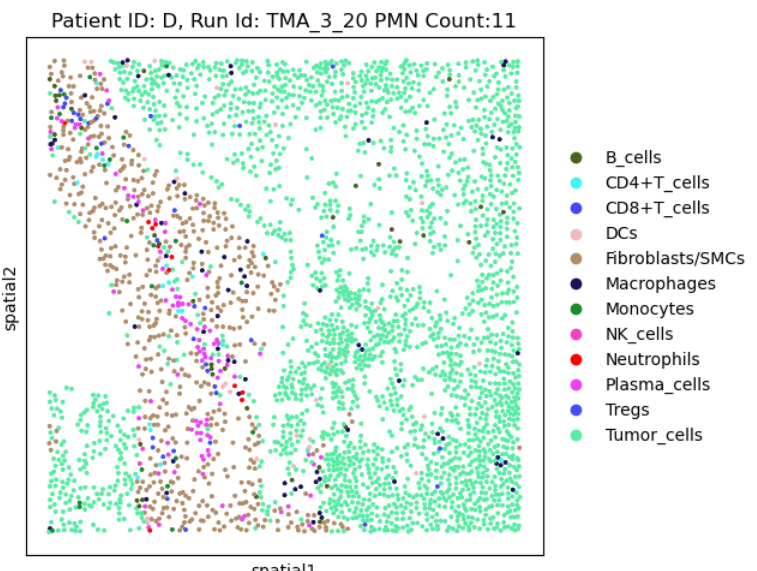 Patient ID: D, Run Id: TMA_3_20 PMN Count:11
spatial2
B_cells
CD4+T_cells
CD8+T_cells
DCs
Fibroblasts/SMCs
Macrophages
Monocytes
NK_cells
Neutrophils
Plasma_cells
Tregs
Tumor_cells
spatial1